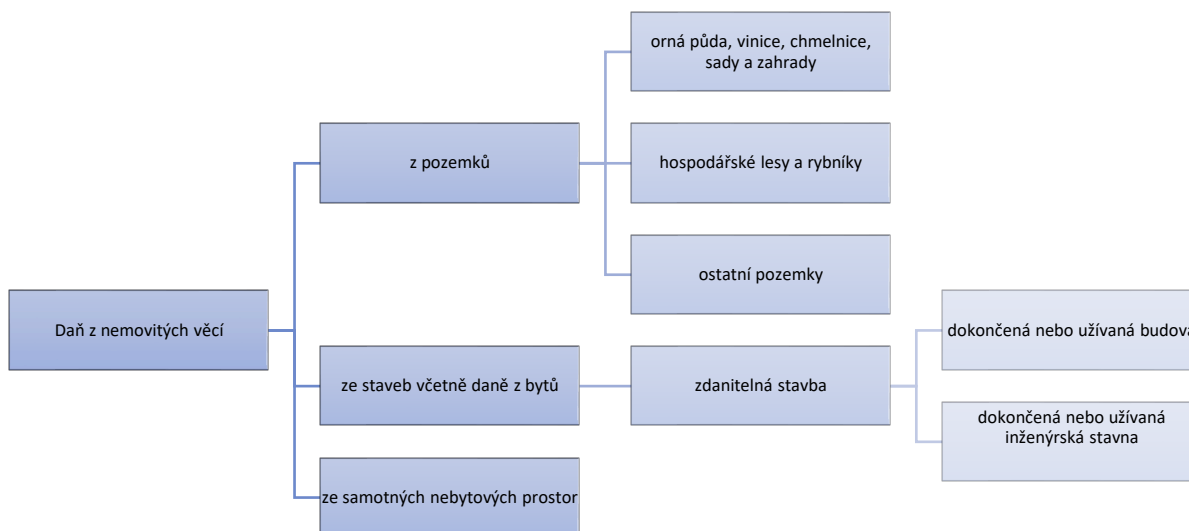 orná půda, vinice, chmelnice,
sady a zahrady
z pozemků
hospodářské lesy a rybníky
ostatní pozemky
Daň z nemovitých věcí
dokončená nebo užívaná budova
ze staveb včetně daně z bytů
zdanitelná stavba
dokončená nebo užívaná
inženýrská stavna
ze samotných nebytových prostor